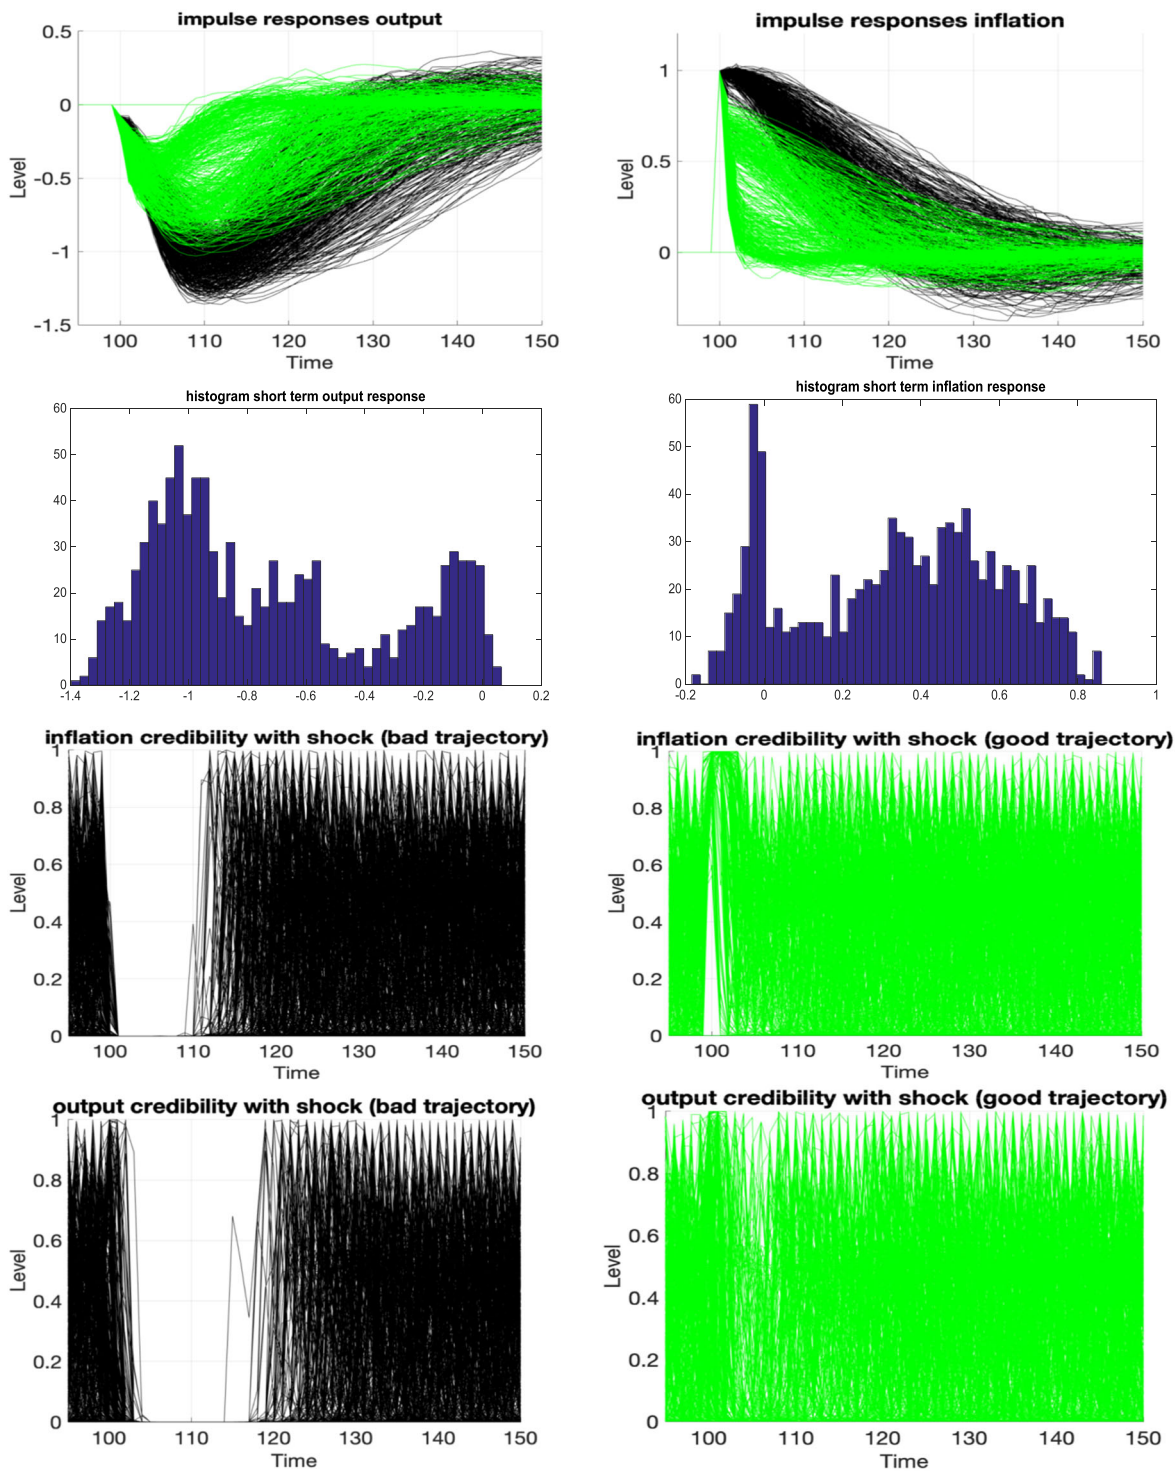 impulse responses output
0.5
0
-0.5
-1
-1.5
Level
100 110 120 130 140 150
Time
impulse responses inflation
1
0.5
0
Level
100 110 120 130 140 150
Time
histogram short term output response
60
50
40
30
20
10
0
-1.4 -1.2 -1 -0.8 -0.6 -0.4 -0.2 0 0.2
histogram short term inflation response
60
50
40
30
20
10
0
-0.2 0 0.2 0.4 0.6 0.8 1
inflation credibility with shock (bad trajectory)
1
0.8
0.6
0.4
0.2
0
Level
100 110 120 130 140 150
Time
inflation credibility with shock (good trajectory)
1
0.8
0.6
0.4
0.2
0
Level
100 110 120 130 140 150
Time
output credibility with shock (bad trajectory)
1
0.8
0.6
0.4
0.2
0
Level
100 110 120 130 140 150
Time
output credibility with shock (good trajectory)
1
0.8
0.6
0.4
0.2
0
Level
100 110 120 130 140 150
Time